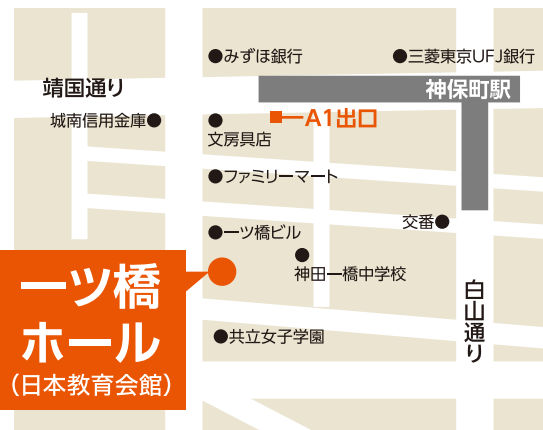 みずほ銀行
三菱東京UFJ銀行
靖国通り
神保町駅
城南信用金庫
A1出口
文房具店
ファミリーマート
交番
一ツ橋ビル
神田一橋中学校
一ツ橋
ホール
（日本教育会館）
白山通り
共立女子学園